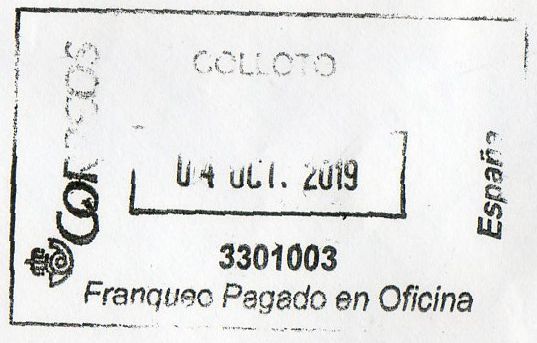 COLLOTO
CORREOS
04 OCT. 2019
España
3301003
Franqueo Pagado en Oficina